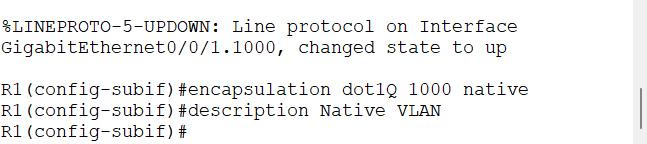 %LINEPROTO-5-UPDOWN: Line protocol on Interface
GigabitEthernet0/0/1.1000, changed state to up
R1(config-subif)#encapsulation dot1Q 1000 native
R1(config-subif)#description Native VLAN
R1(config-subif)#